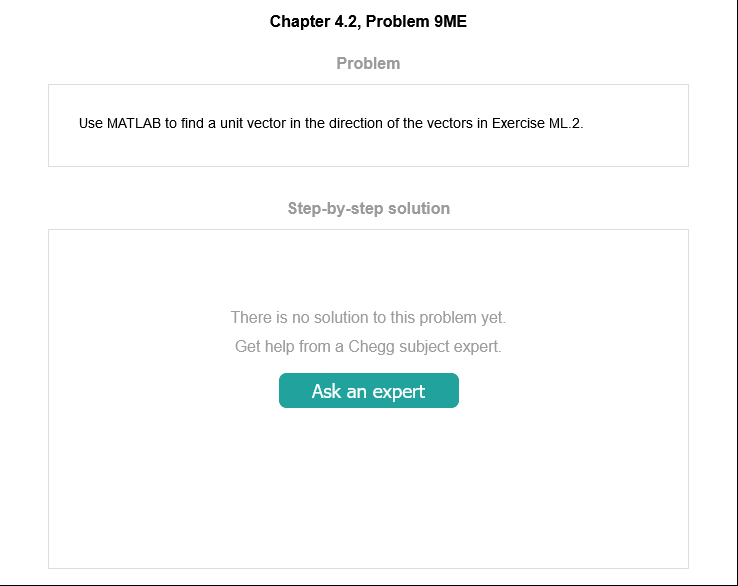 Chapter 4.2, Problem 9ME
Problem
Use MATLAB to find a unit vector in the direction of the vectors in Exercise ML.2.
Step-by-step solution
There is no solution to this problem yet.
Get help from a Chegg subject expert.
Ask an expert